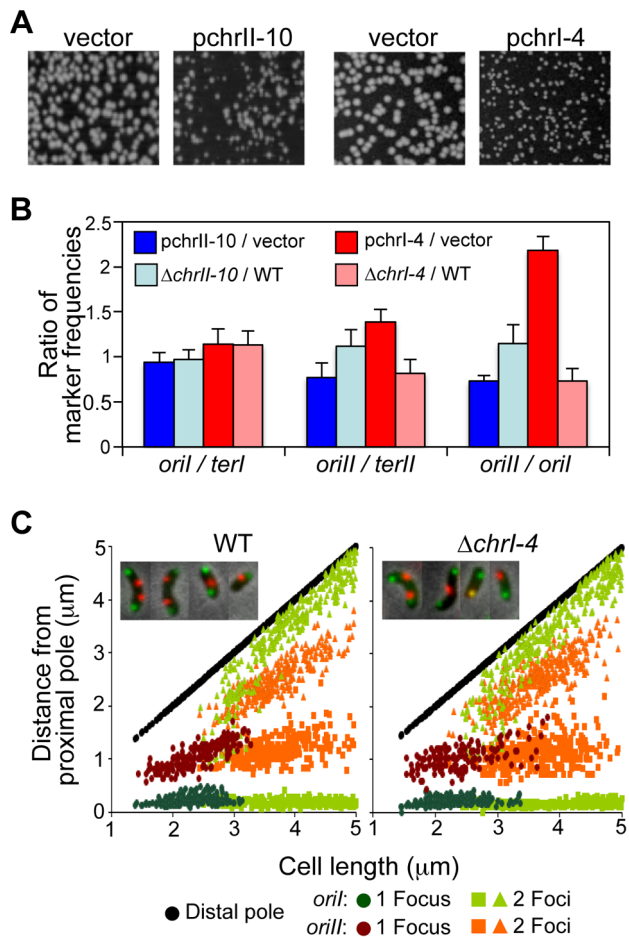 A
vector pchrII-10 vector pchrI-4
B
Ratio of marker frequencies
2.5
2
1.5
1
0.5
0
pchrII-10 / vector
pchrI-4 / vector
ΔchrII-10 / WT
ΔchrI-4 / WT
oriI / terI
oriII / terII
oriII / oriI
C
WT
ΔchrI-4
Distance from proximal pole (μm)
5
4
3
2
1
0
1 2 3 4 5
1 2 3 4 5
Cell length (μm)
Distal pole
oriI: 1 Focus 2 Foci
oriII: 1 Focus 2 Foci